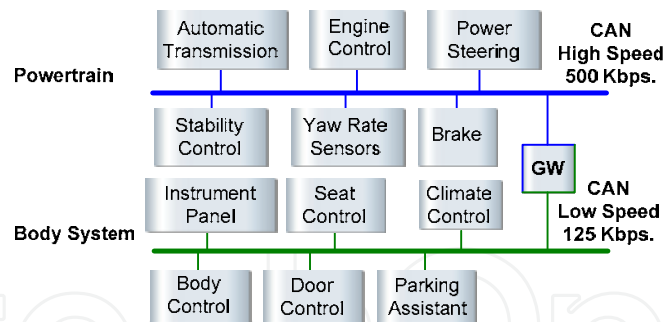 Automatic
Transmission
Engine
Control
Power
Steering
CAN
High Speed
500 Kbps.
Powertrain
Stability
Control
Yaw Rate
Sensors
Brake
GW
Instrument
Panel
Seat
Control
Climate
Control
CAN
Low Speed
125 Kbps.
Body System
Body
Control
Door
Control
Parking
Assistant